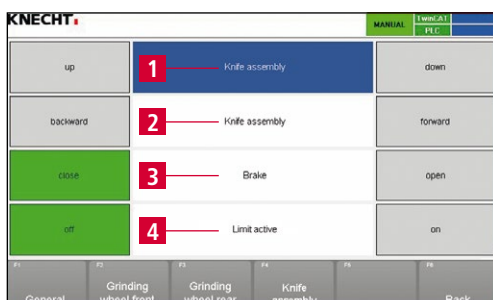 KNECHT
MANUAL
TwinCAT
PLC
up
1
Knife assembly
down
backward
2
Knife assembly
forward
close
3
Brake
open
off
4
Limit active
on
F1
F2
F3
F4
F5
F8
General
Grinding
wheel front
Grinding
wheel rear
Knife
assembly
Back